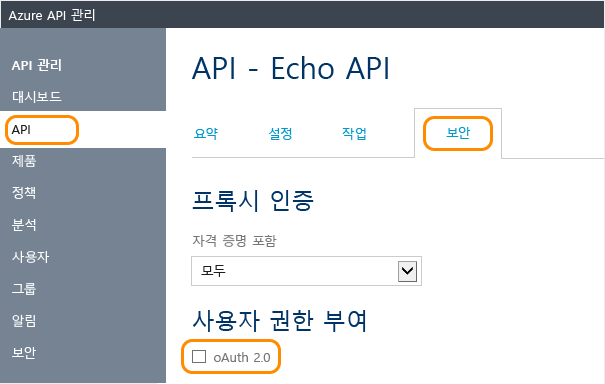 Azure API 관리
API 관리
대시보드
API
제품
정책
분석
사용자
그룹
알림
보안
API - Echo API
요약 설정 작업 보안
프록시 인증
자격 증명 포함
모두
사용자 권한 부여
oAuth 2.0